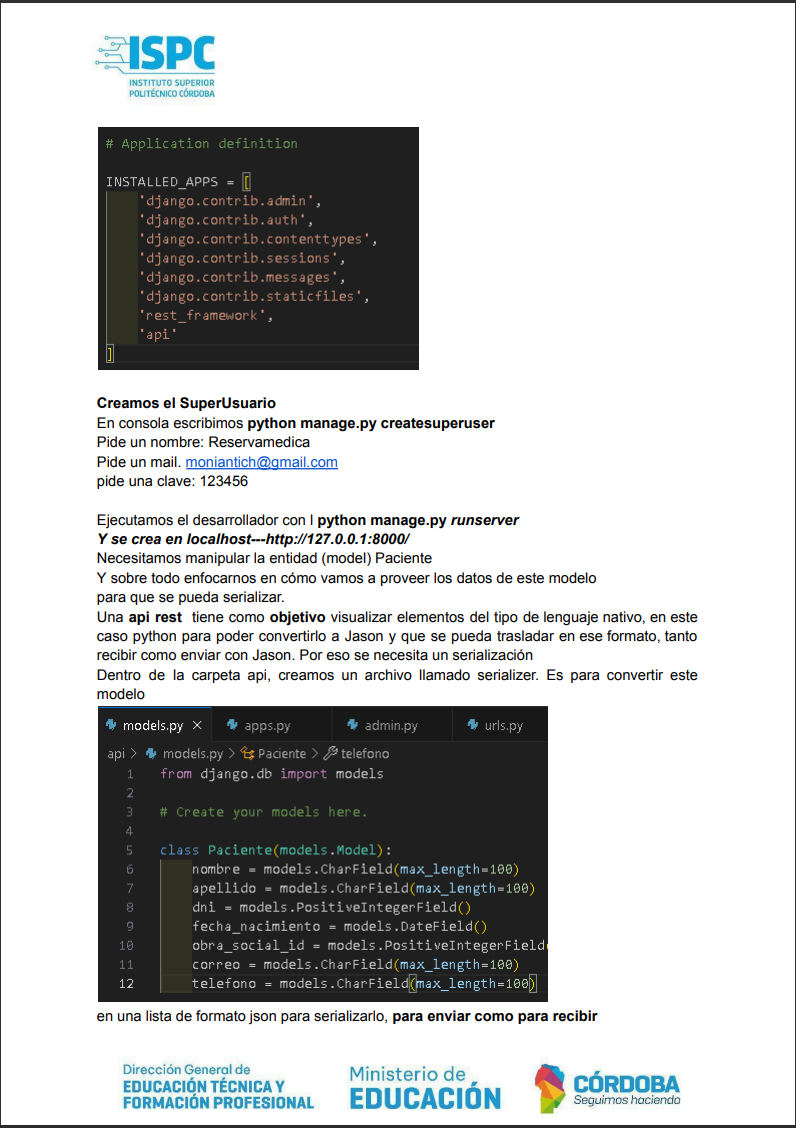 ISPC
INSTITUTO SUPERIOR
POLITÉCNICO CÓRDOBA
# Application definition
INSTALLED_APPS = [
'django.contrib.admin',
'django.contrib.auth',
'django.contrib.contenttypes',
'django.contrib.sessions',
'django.contrib.messages',
'django.contrib.staticfiles',
'rest_framework',
'api'
]
Creamos el SuperUsuario
En consola escribimos python manage.py createsuperuser
Pide un nombre: Reservamedica
Pide un mail. moniantich@gmail.com
pide una clave: 123456
Ejecutamos el desarrollador con l python manage.py runserver
Y se crea en localhost---http://127.0.0.1:8000/
Necesitamos manipular la entidad (model) Paciente
Y sobre todo enfocarnos en cómo vamos a proveer los datos de este modelo
para que se pueda serializar.
Una api rest tiene como objetivo visualizar elementos del tipo de lenguaje nativo, en este
caso python para poder convertirlo a Jason y que se pueda trasladar en ese formato, tanto
recibir como enviar con Jason. Por eso se necesita un serialización
Dentro de la carpeta api, creamos un archivo llamado serializer. Es para convertir este
modelo
models.py × apps.py admin.py urls.py
api > models.py > Paciente > telefono
1 from django.db import models
2
3 # Create your models here.
4
5 class Paciente(models.Model):
6 nombre = models.CharField(max_length=100)
7 apellido = models.CharField(max_length=100)
8 dni = models.PositiveIntegerField()
9 fecha_nacimiento = models.DateField()
10 obra_social_id = models.PositiveIntegerField(
11 correo = models.CharField(max_length=100)
12 telefono = models.CharField(max_length=100)
en una lista de formato json para serializarlo, para enviar como para recibir
Dirección General de
EDUCACIÓN TÉCNICA Y
FORMACIÓN PROFESIONAL
Ministerio de
EDUCACIÓN
CÓRDOBA
Seguimos haciendo